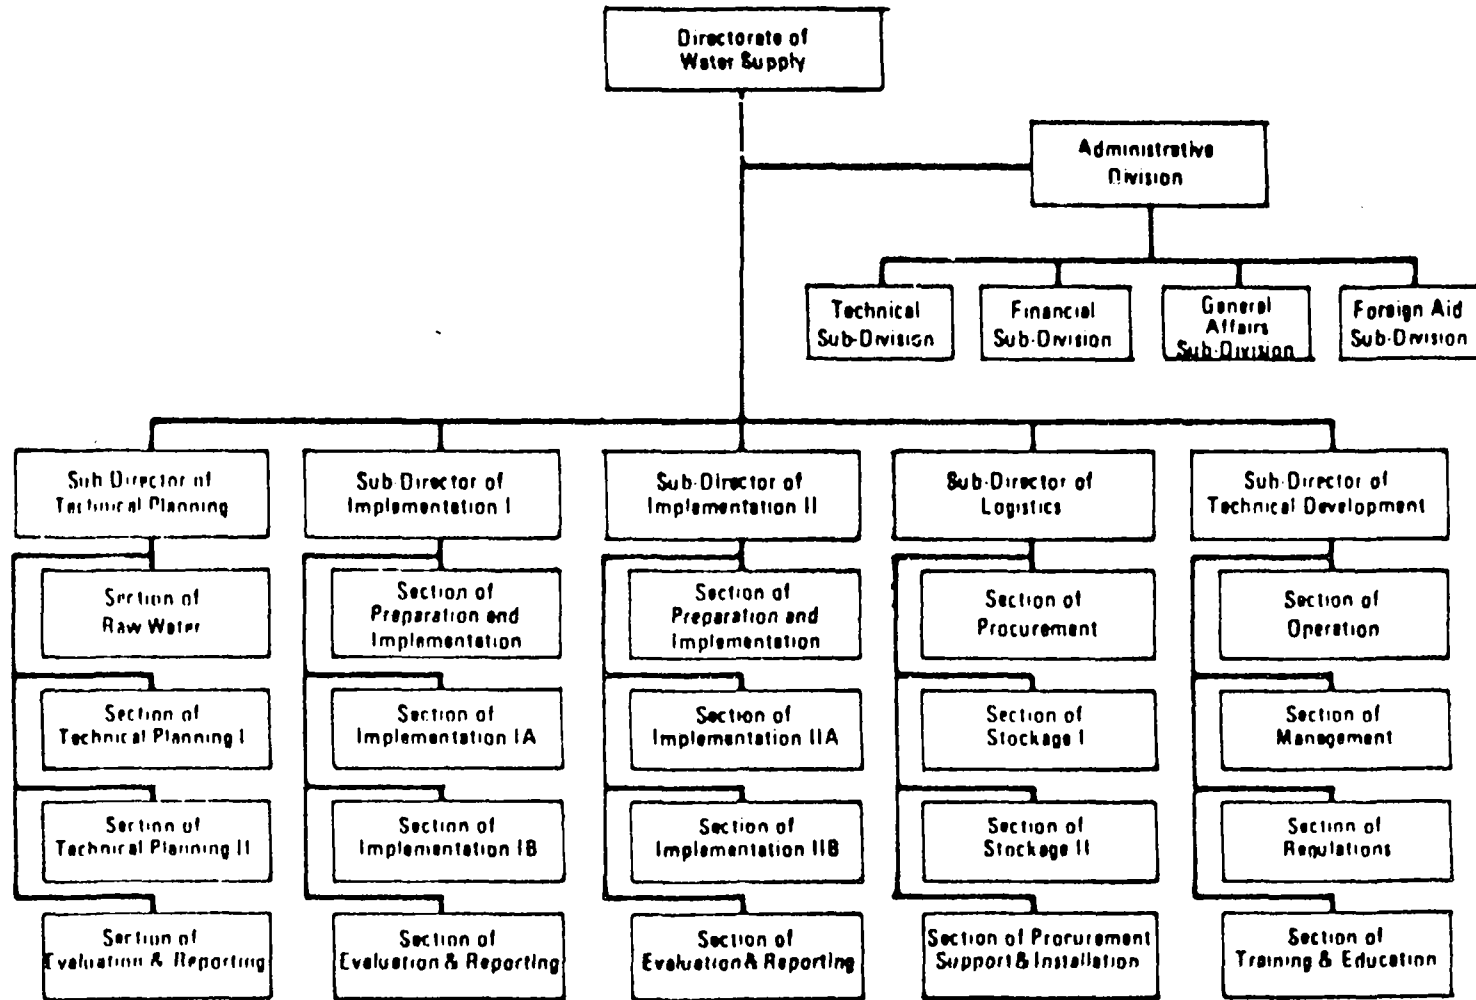 Directorate of
Water Supply
Administrative
Division
Technical
Sub-Division
Financial
Sub-Division
General
Affairs
Sub-Division
Foreign Aid
Sub-Division
Sub Director of
Technical Planning
Sub-Director of
Implementation I
Sub-Director of
Implementation II
Sub-Director of
Logistics
Sub-Director of
Technical Development
Section of
Raw Water
Section of
Preparation and
Implementation
Section of
Preparation and
Implementation
Section of
Procurement
Section of
Operation
Section of
Technical Planning I
Section of
Implementation IA
Section of
Implementation IIA
Section of
Stockage I
Section of
Management
Section of
Technical Planning II
Section of
Implementation IB
Section of
Implementation IIB
Section of
Stockage II
Section of
Regulations
Section of
Evaluation & Reporting
Section of
Evaluation & Reporting
Section of
Evaluation & Reporting
Section of Procurement
Support & Installation
Section of
Training & Education